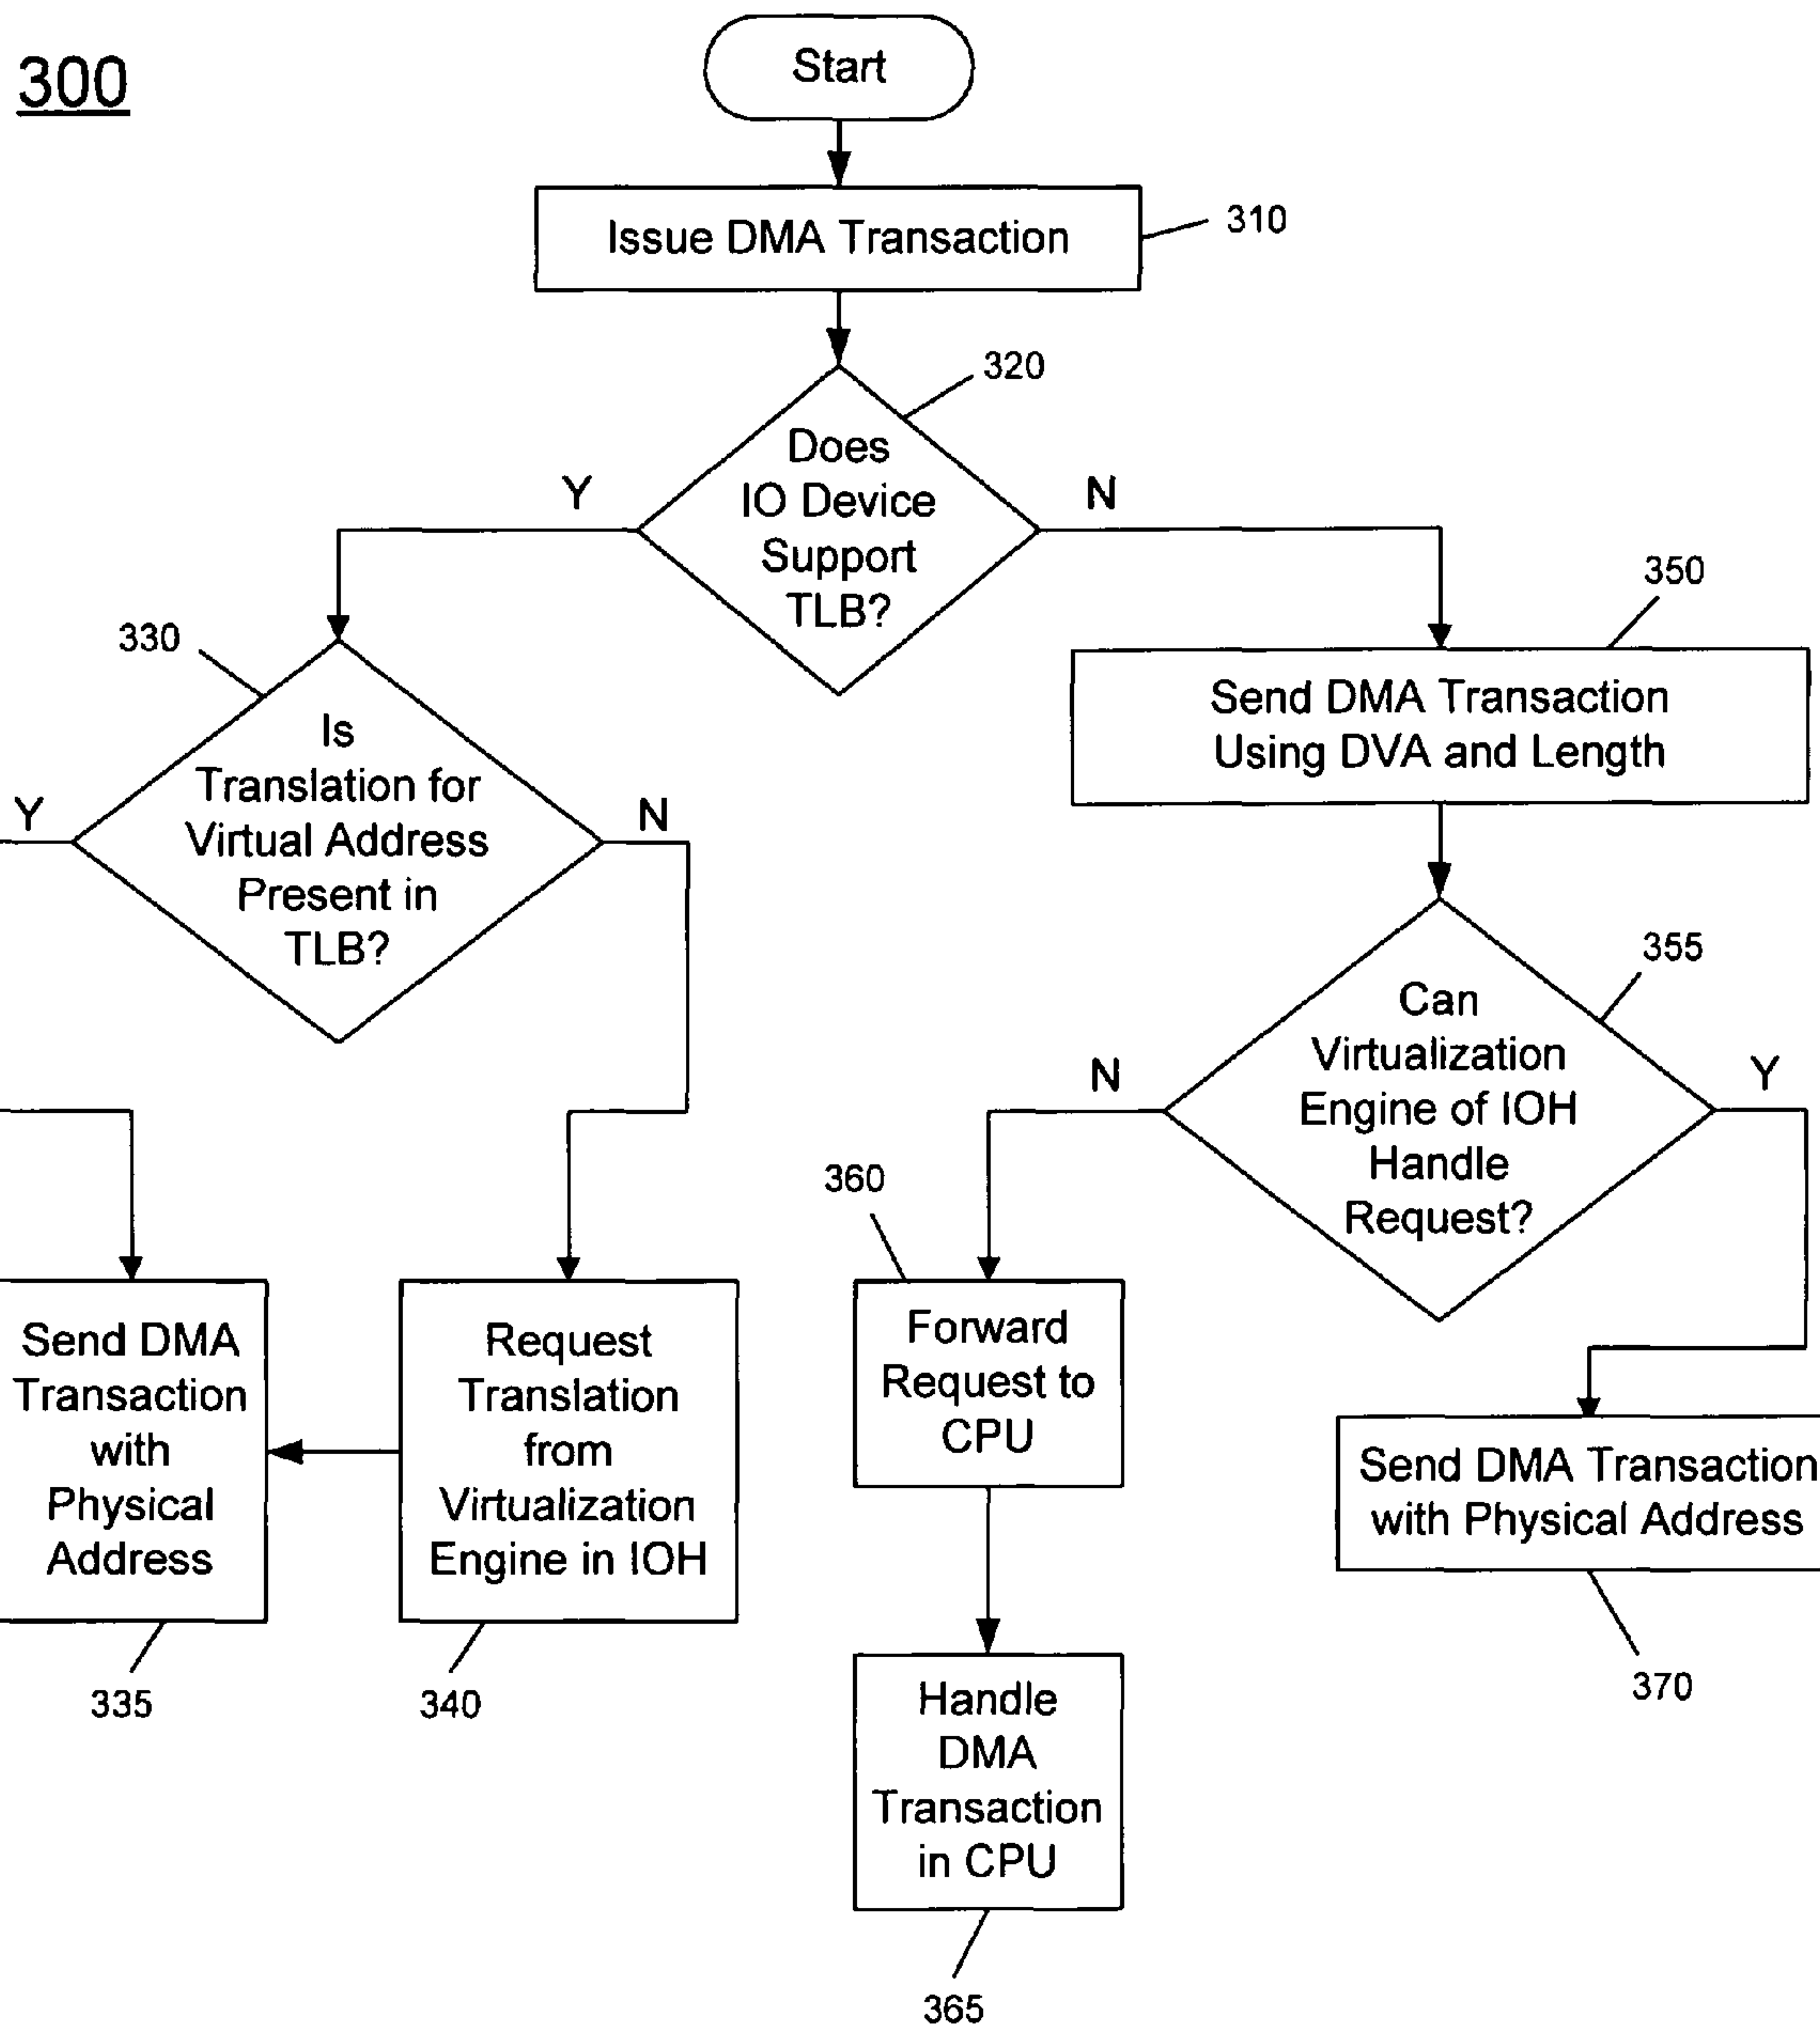 300
Start
Issue DMA Transaction
310
320
Does
IO Device
Support
TLB?
Y
N
330
Is
Translation for
Virtual Address
Present in
TLB?
Y
N
350
Send DMA Transaction
Using DVA and Length
355
Can
Virtualization
Engine of IOH
Handle
Request?
N
Y
Send DMA
Transaction
with
Physical
Address
335
Request
Translation
from
Virtualization
Engine in IOH
340
360
Forward
Request to
CPU
Handle
DMA
Transaction
in CPU
365
Send DMA Transaction
with Physical Address
370